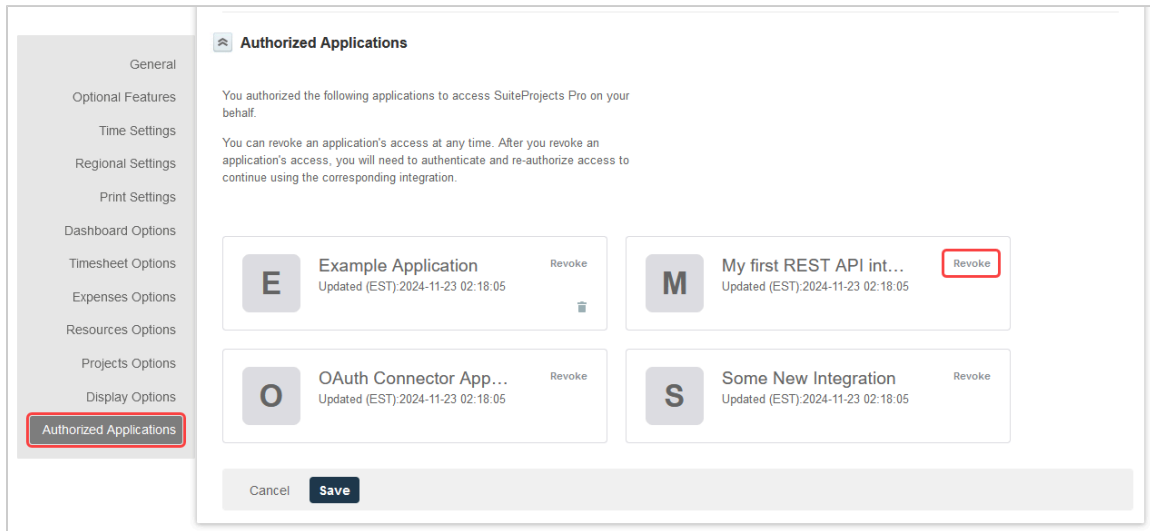 General
Optional Features
Time Settings
Regional Settings
Print Settings
Dashboard Options
Timesheet Options
Expenses Options
Resources Options
Projects Options
Display Options
Authorized Applications
Authorized Applications
You authorized the following applications to access SuiteProjects Pro on your
behalf.
You can revoke an application's access at any time. After you revoke an
application's access, you will need to authenticate and re-authorize access to
continue using the corresponding integration.
E
Example Application
Revoke
Updated (EST):2024-11-23 02:18:05
M
My first REST API int...
Revoke
Updated (EST):2024-11-23 02:18:05
O
OAuth Connector App...
Revoke
Updated (EST):2024-11-23 02:18:05
S
Some New Integration
Revoke
Updated (EST):2024-11-23 02:18:05
Cancel
Save